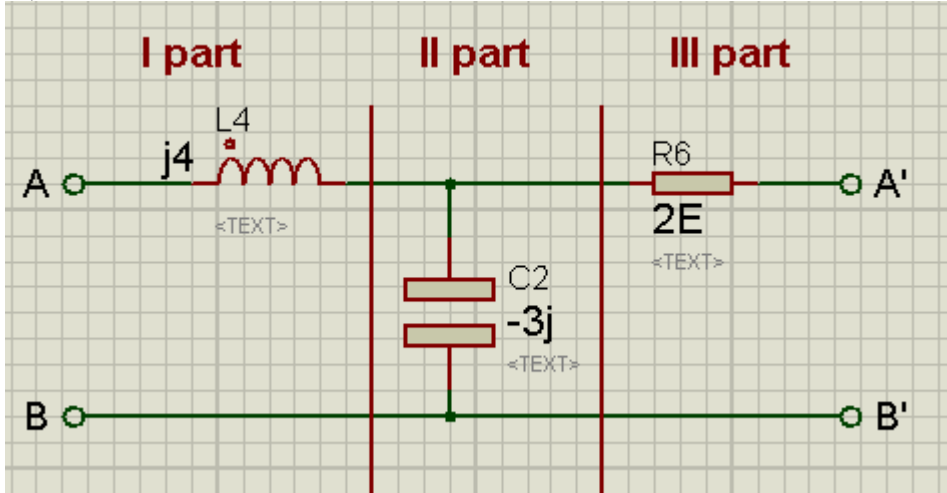 I part II part III part
L4
j4
R6
A
A'
<TEXT>
2E
<TEXT>
C2
-3j
<TEXT>
B
B'